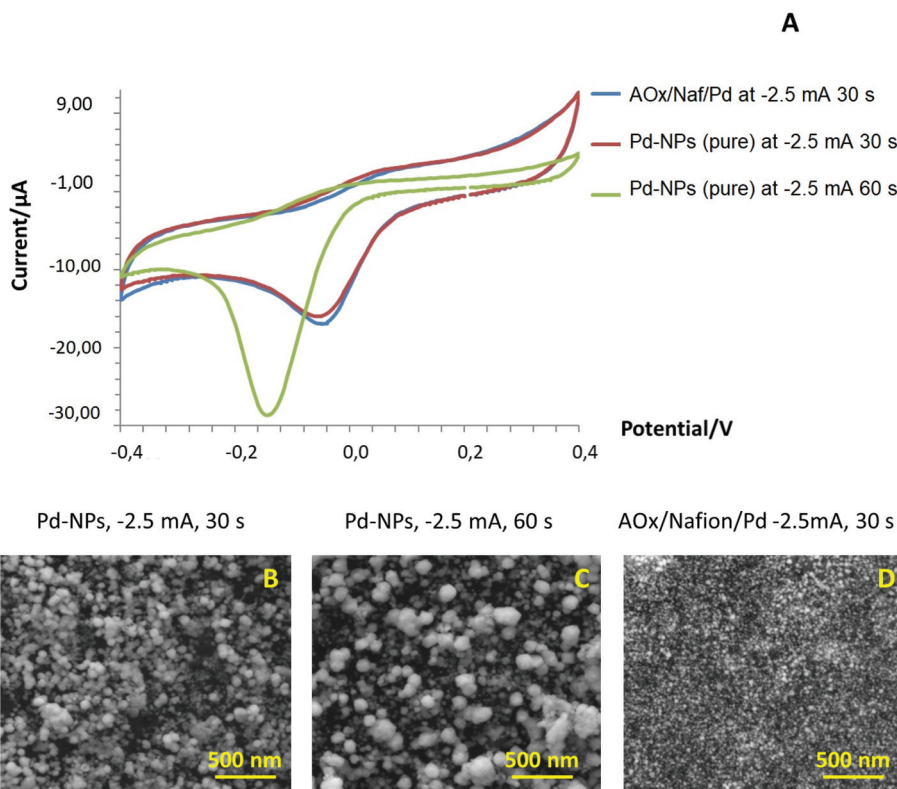 A
9,00
-1,00
-10,00
-20,00
-30,00
Current/µA
AOx/Naf/Pd at -2.5 mA 30 s
Pd-NPs (pure) at -2.5 mA 30 s
Pd-NPs (pure) at -2.5 mA 60 s
-0,4
-0,2
0,0
0,2
0,4
Potential/V
Pd-NPs, -2.5 mA, 30 s
Pd-NPs, -2.5 mA, 60 s
AOx/Nafion/Pd -2.5mA, 30 s
B
500 nm
C
500 nm
D
500 nm